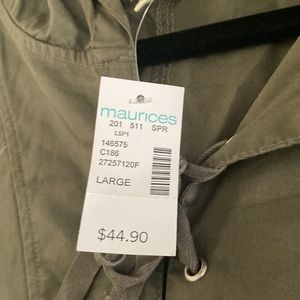 maurices
201 511 SPR
LSP1
146575
C186
27257120F
LARGE
$44.90